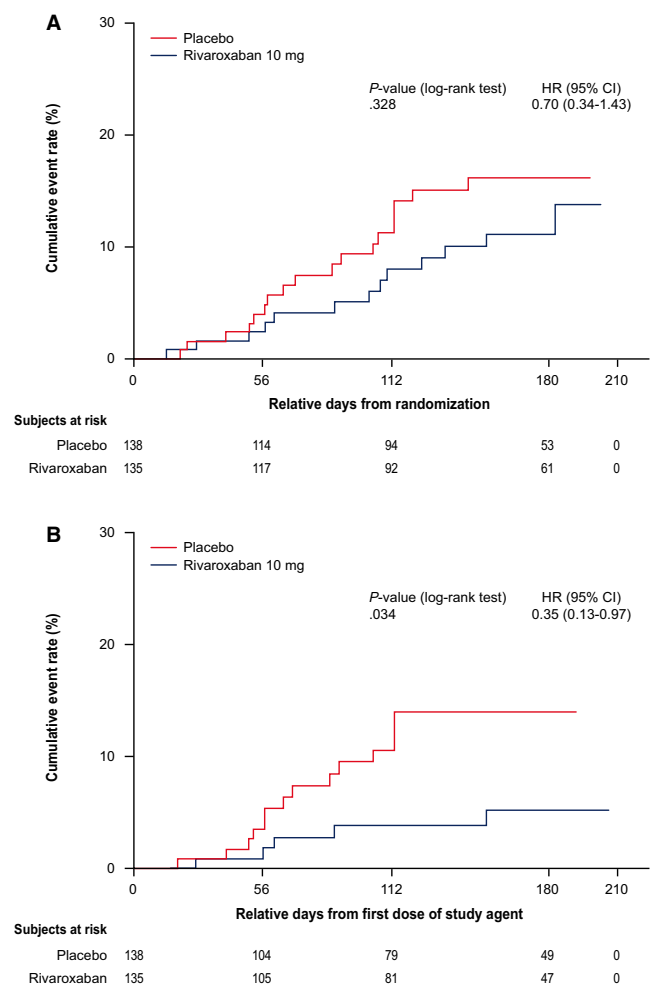 A
30
20
10
0
Cumulative event rate (%)
Placebo
Rivaroxaban 10 mg
P-value (log-rank test) HR (95% CI)
.328 0.70 (0.34-1.43)
0 56 112 180 210
Relative days from randomization
Subjects at risk
Placebo 138 114 94 53 0
Rivaroxaban 135 117 92 61 0
B
30
20
10
0
Cumulative event rate (%)
Placebo
Rivaroxaban 10 mg
P-value (log-rank test) HR (95% CI)
.034 0.35 (0.13-0.97)
0 56 112 180 210
Relative days from first dose of study agent
Subjects at risk
Placebo 138 104 79 49 0
Rivaroxaban 135 105 81 47 0